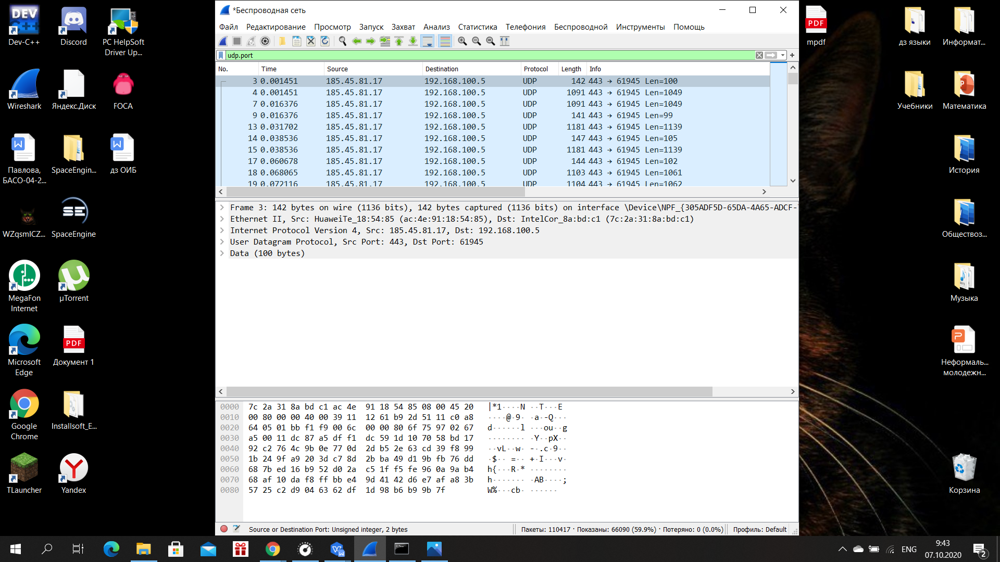 Dev-C++
Discord
PC HelpSoft
Driver Up...
Wireshark
Яндекс.Диск
FOCA
Павлова,
БАСО-04-2...
SpaceEngin...
дз ОИБ
WZqsmICZ...
SpaceEngine
MegaFon
Internet
µTorrent
Microsoft
Edge
PDF
Документ 1
Google
Chrome
Installsoft_E...
TLauncher
Yandex
*Беспроводная сеть
Файл Редактирование Просмотр Запуск Захват Анализ Статистика Телефония Беспроводной Инструменты Помощь
udp.port
No. Time Source Destination Protocol Length Info
3 0.001451 185.45.81.17 192.168.100.5 UDP 142 443 → 61945 Len=100
4 0.001451 185.45.81.17 192.168.100.5 UDP 1091 443 → 61945 Len=1049
7 0.016376 185.45.81.17 192.168.100.5 UDP 1091 443 → 61945 Len=1049
9 0.016376 185.45.81.17 192.168.100.5 UDP 141 443 → 61945 Len=99
13 0.031702 185.45.81.17 192.168.100.5 UDP 1181 443 → 61945 Len=1139
14 0.038536 185.45.81.17 192.168.100.5 UDP 147 443 → 61945 Len=105
15 0.038536 185.45.81.17 192.168.100.5 UDP 1181 443 → 61945 Len=1139
17 0.060678 185.45.81.17 192.168.100.5 UDP 144 443 → 61945 Len=102
18 0.068065 185.45.81.17 192.168.100.5 UDP 1103 443 → 61945 Len=1061
19 0.072116 185.45.81.17 192.168.100.5 UDP 1104 443 → 61945 Len=1062
Frame 3: 142 bytes on wire (1136 bits), 142 bytes captured (1136 bits) on interface \Device\NPF_{305ADF5D-65DA-4A65-ADCF-
Ethernet II, Src: HuaweiTe_18:54:85 (ac:4e:91:18:54:85), Dst: IntelCor_8a:bd:c1 (7c:2a:31:8a:bd:c1)
Internet Protocol Version 4, Src: 185.45.81.17, Dst: 192.168.100.5
User Datagram Protocol, Src Port: 443, Dst Port: 61945
Data (100 bytes)
0000 7c 2a 31 8a bd c1 ac 4e 91 18 54 85 08 00 45 20 |*1····N ··T···E
0010 00 80 00 00 40 00 39 11 12 61 b9 2d 51 11 c0 a8 ····@·9· ·a·-Q···
0020 64 05 01 bb f1 f9 00 6c 00 00 80 6f 75 97 02 67 d······l ···ou··g
0030 a5 00 11 dc 87 a5 df f1 dc 59 1d 10 70 58 bd 17 ········ ·Y··pX··
0040 92 c2 76 4c 9b 0e 77 0d 2d b5 2e 63 cd 39 f8 99 ··vL··w· -·.c·9··
0050 1b 24 9f a9 20 3d c7 8d 2b ba 49 d1 9b fb 76 dd ·$·· =·· +·I···v·
0060 68 7b ed 16 b9 52 d0 2a c5 1f f5 fe 96 0a 9a b4 h{···R·* ········
0070 68 af 10 da f8 ff bb e4 9d 41 42 d6 e7 af a8 3b h······· ·AB····;
0080 57 25 c2 d9 04 63 62 df 1d 98 b6 b9 9b 7f W%···cb· ······
Source or Destination Port: Unsigned integer, 2 bytes
Пакеты: 110417 · Показаны: 66090 (59.9%) · Потеряно: 0 (0.0%)
Профиль: Default
PDF
mpdf
дз языки
Информат...
Учебники
Математика
История
Обществоз...
Музыка
Неформаль...
молодежн...
Корзина
ENG
9:43
07.10.2020
2